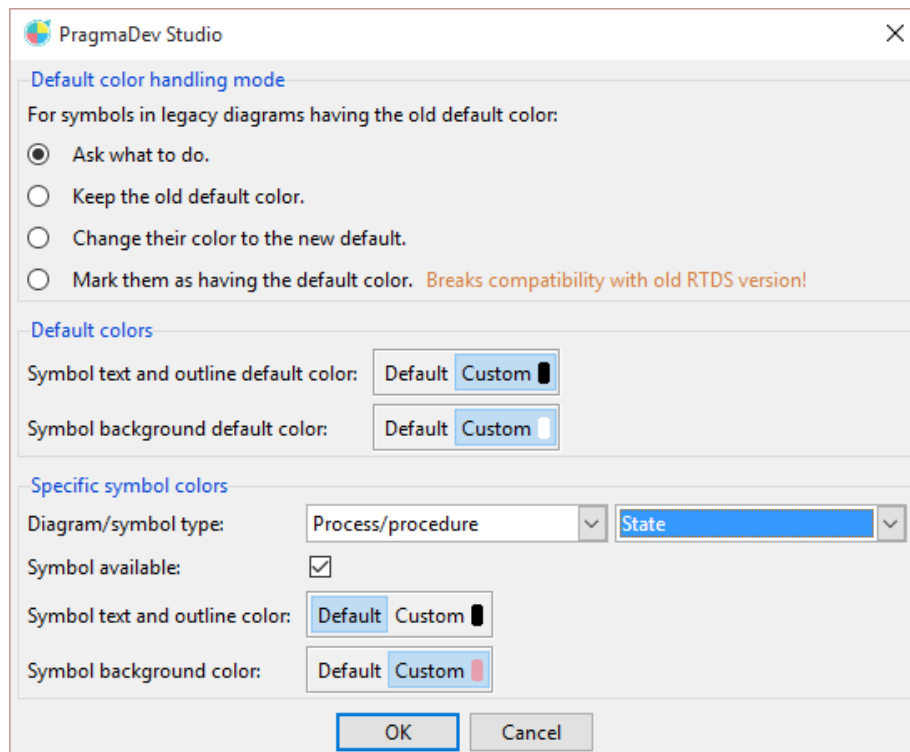 PragmaDev Studio
Default color handling mode
For symbols in legacy diagrams having the old default color:
Ask what to do.
Keep the old default color.
Change their color to the new default.
Mark them as having the default color. Breaks compatibility with old RTDS version!
Default colors
Symbol text and outline default color: Default Custom
Symbol background default color: Default Custom
Specific symbol colors
Diagram/symbol type: Process/procedure State
Symbol available:
Symbol text and outline color: Default Custom
Symbol background color: Default Custom
OK Cancel